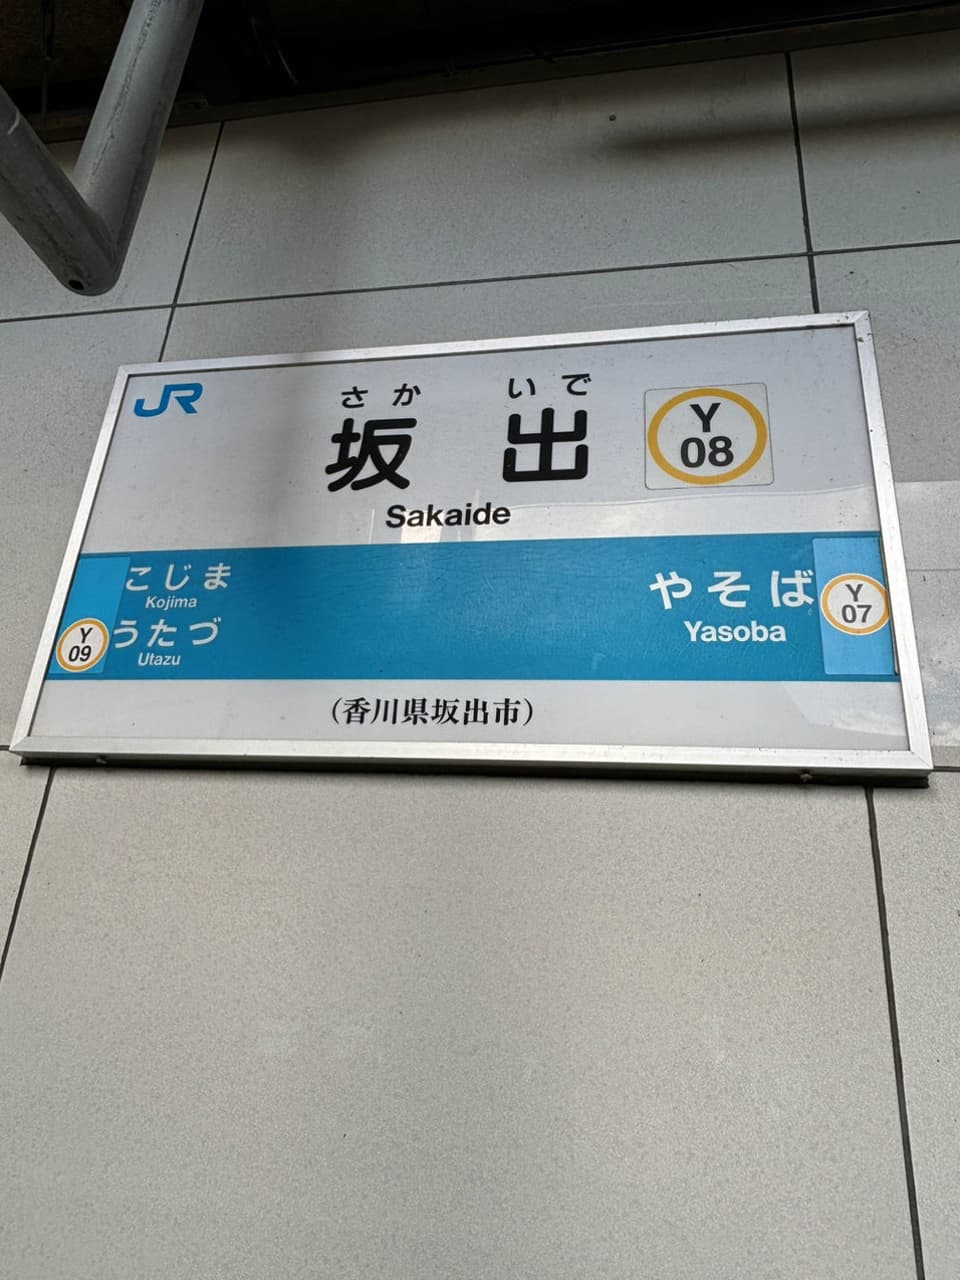 JR
さか いで
坂 出
Sakaide
Y
08
こじま
Kojima
うたづ
Utazu
Y
09
やそば
Yasoba
Y
07
(香川県坂出市)